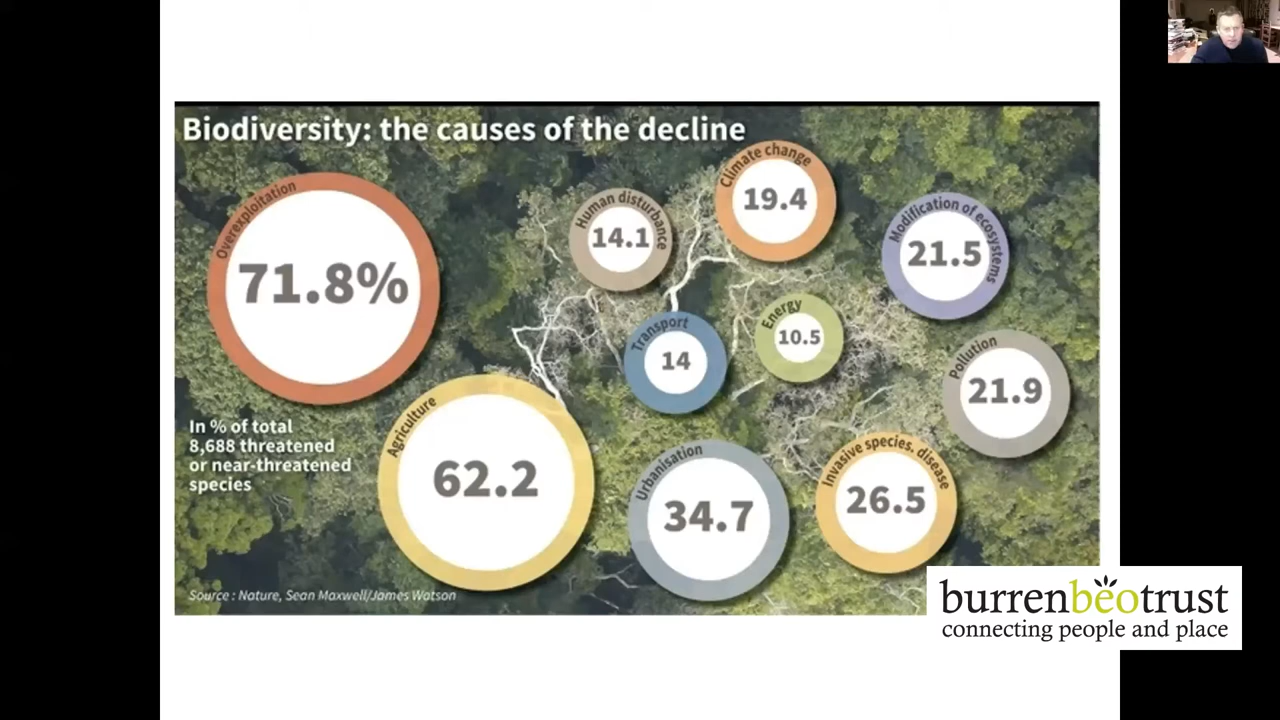 Biodiversity: the causes of the decline
Overexploitation
71.8%
Human disturbance
14.1
Climate change
19.4
Modification of ecosystems
21.5
Transport
14
Energy
10.5
Pollution
21.9
Agriculture
62.2
Urbanisation
34.7
Invasive species. disease
26.5
In % of total
8,688 threatened
or near-threatened
species
Source : Nature, Sean Maxwell/James Watson
burrenbeotrust
connecting people and place